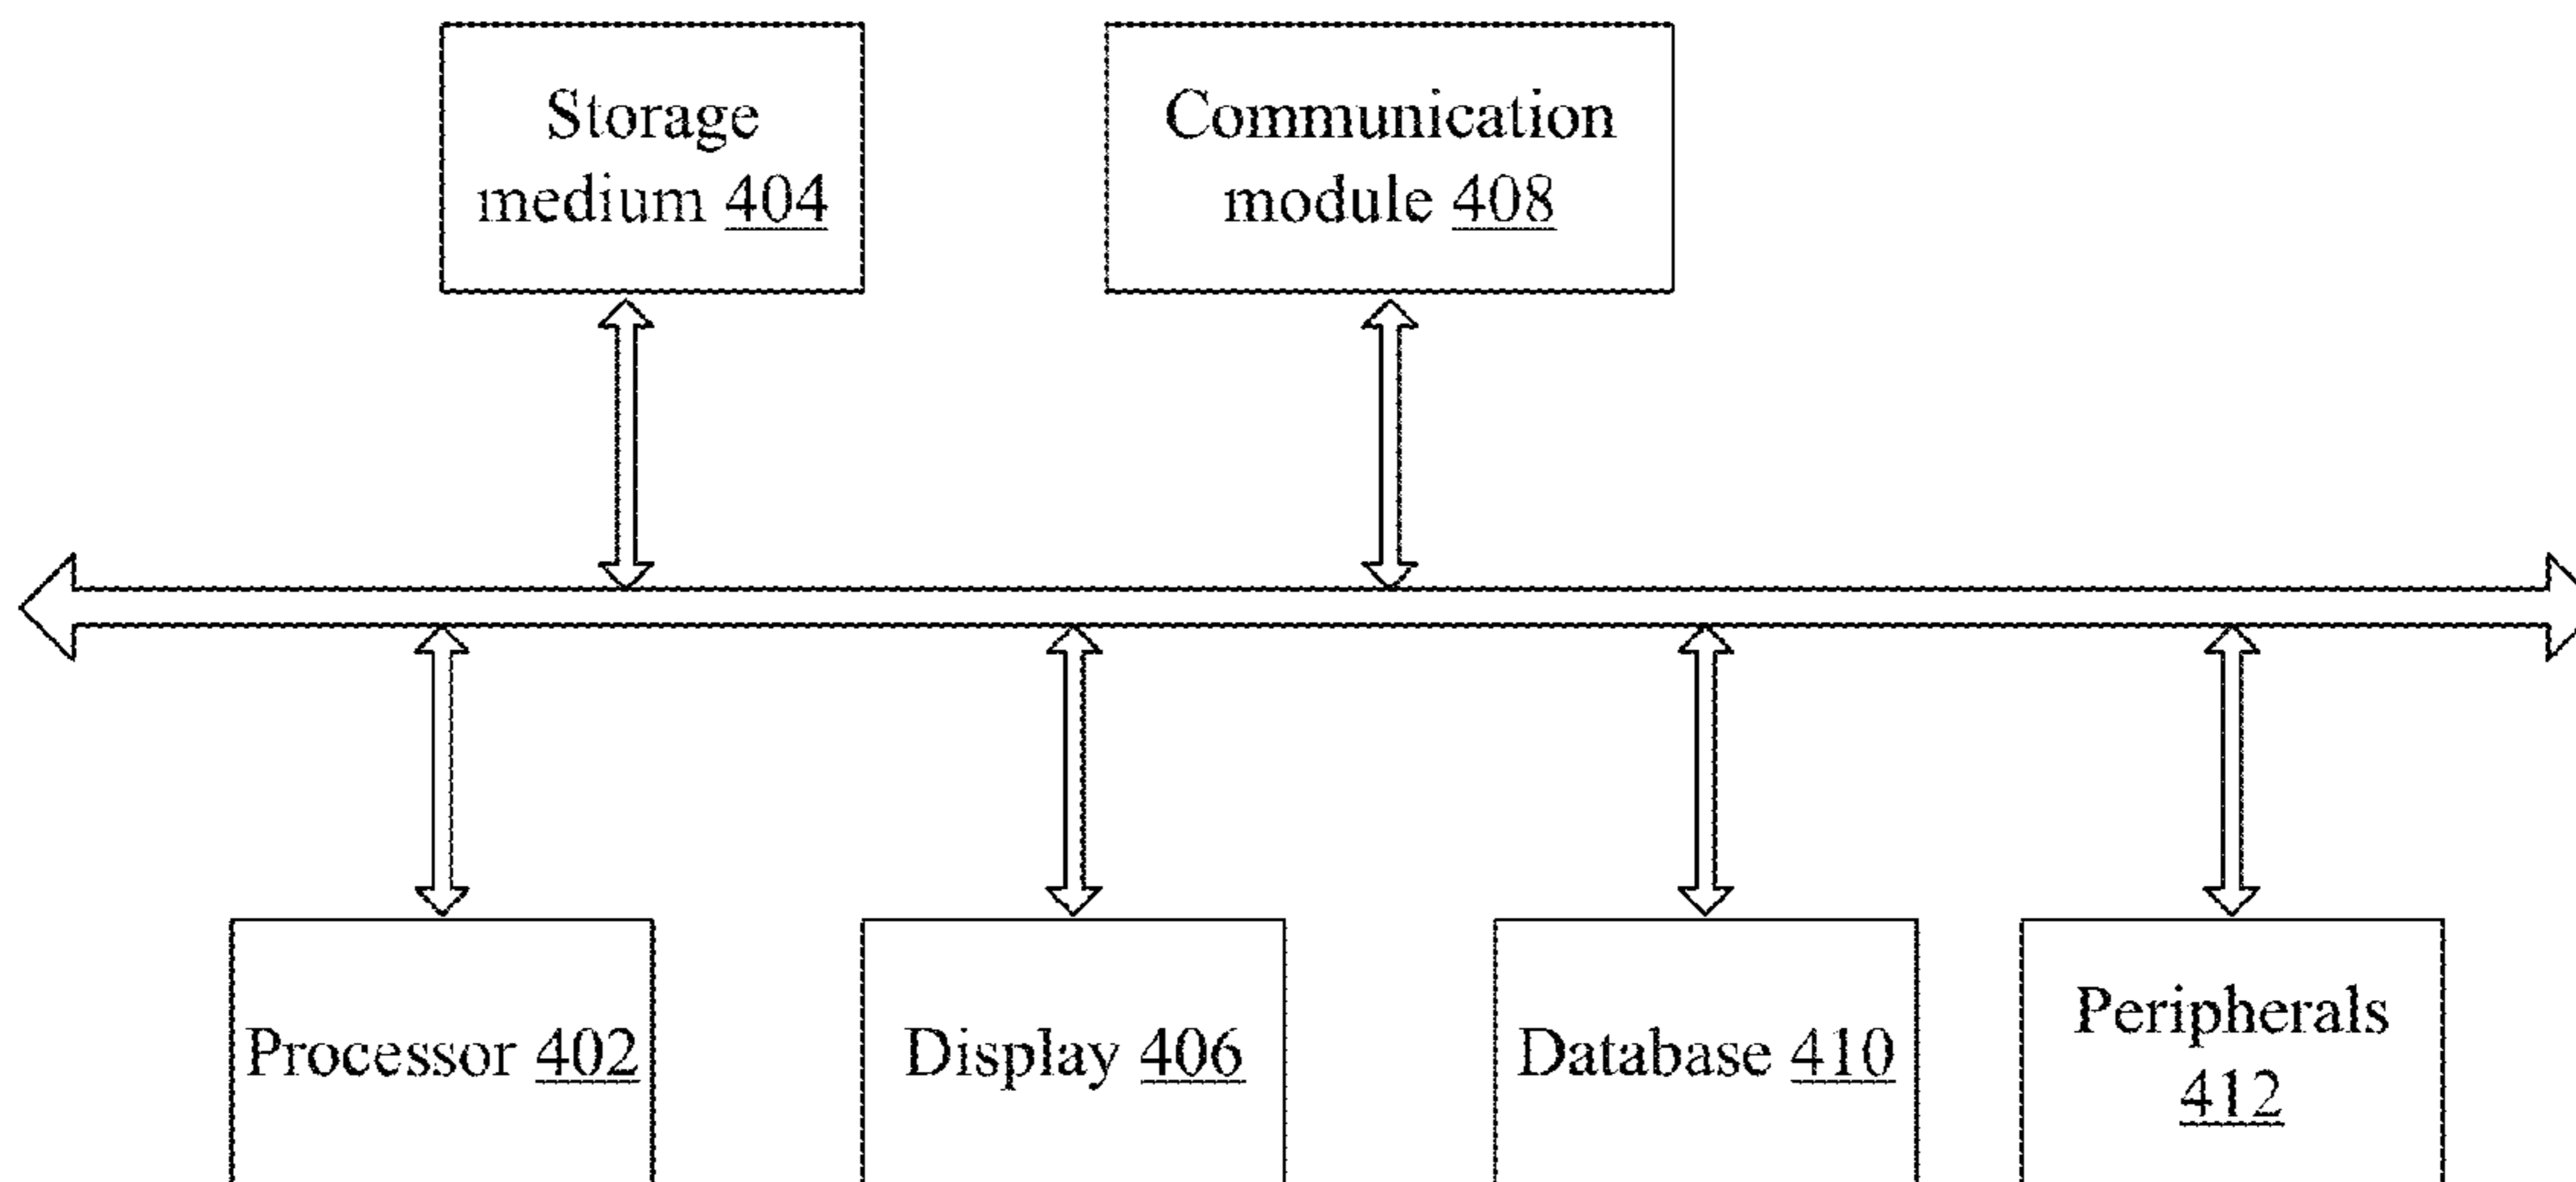 Storage
medium 404
Communication
module 408
Processor 402
Display 406
Database 410
Peripherals
412